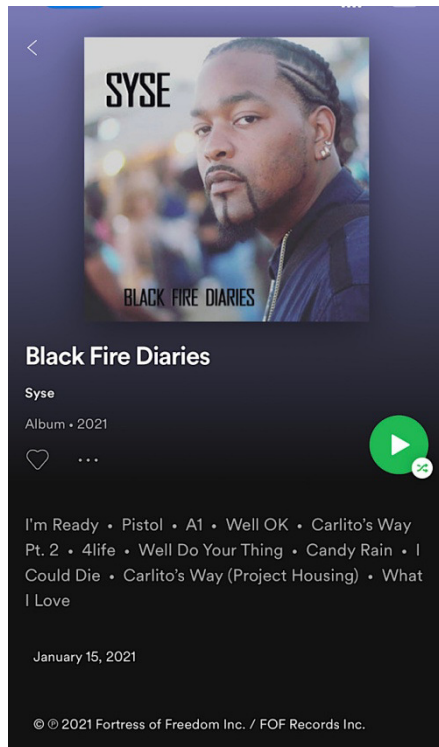 SYSE
BLACK FIRE DIARIES
Black Fire Diaries
Syse
Album • 2021
I'm Ready • Pistol • A1 • Well OK • Carlito's Way
Pt. 2 • 4life • Well Do Your Thing • Candy Rain • I
Could Die • Carlito's Way (Project Housing) • What
I Love
January 15, 2021
© ℗ 2021 Fortress of Freedom Inc. / FOF Records Inc.